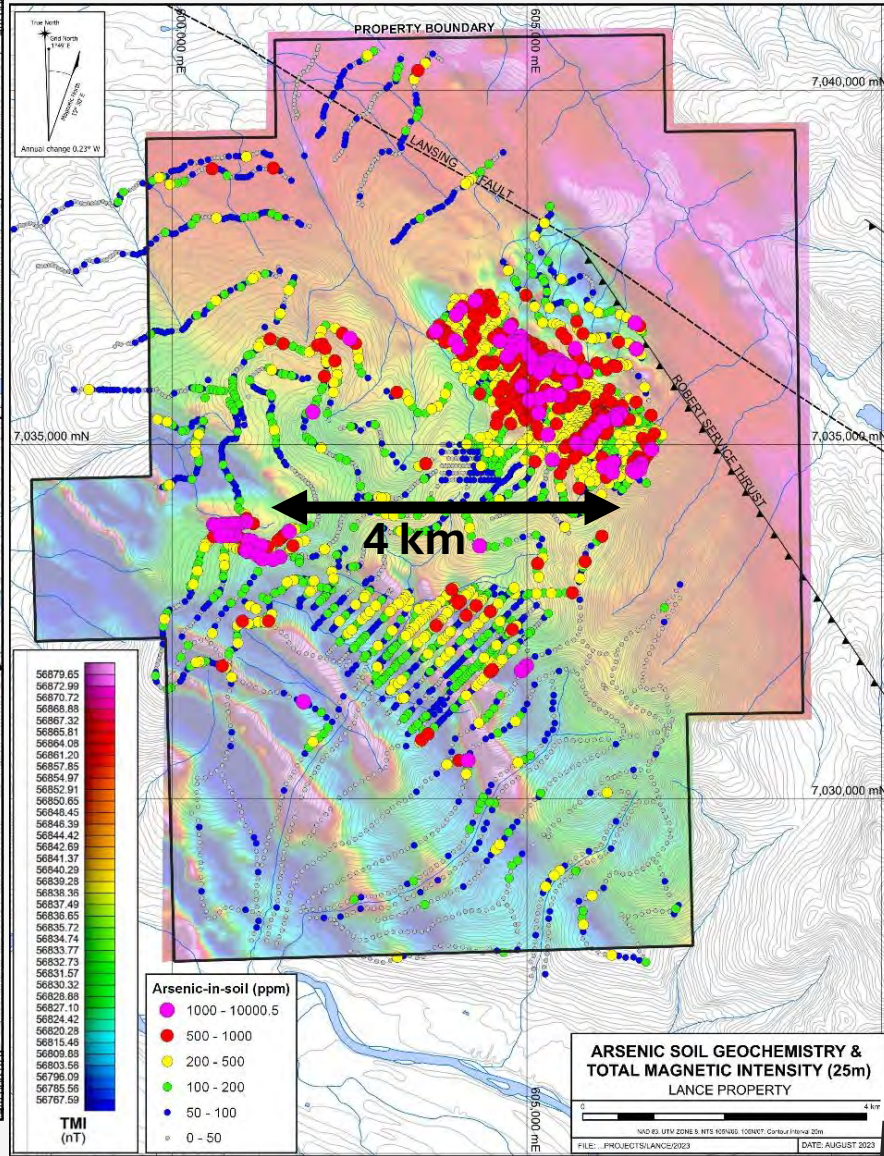 True North
Grid North
1°46' E
Magnetic North
Annual change 0.23° W
600,000 mE
605,000 mE
PROPERTY BOUNDARY
7,040,000 mN
LANSING
FAULT
ROBERT SERVICE THRUST
7,035,000 mN
7,035,000 mN
4 km
7,030,000 mN
56879.65
56872.99
56870.72
56868.88
56867.32
56865.81
56864.08
56861.20
56857.85
56854.97
56852.91
56850.65
56848.45
56846.39
56844.42
56842.69
56841.37
56840.29
56839.28
56838.36
56837.49
56836.65
56835.72
56834.74
56833.77
56832.73
56831.57
56830.32
56828.88
56827.10
56824.42
56820.28
56815.46
56809.88
56803.56
56796.09
56785.56
56767.59
TMI
(nT)
Arsenic-in-soil (ppm)
1000 - 10000.5
500 - 1000
200 - 500
100 - 200
50 - 100
0 - 50
605,000 mE
ARSENIC SOIL GEOCHEMISTRY &
TOTAL MAGNETIC INTENSITY (25m)
LANCE PROPERTY
0 4 km
FILE: ...PROJECTS/LANCE/2023
DATE: AUGUST 2023